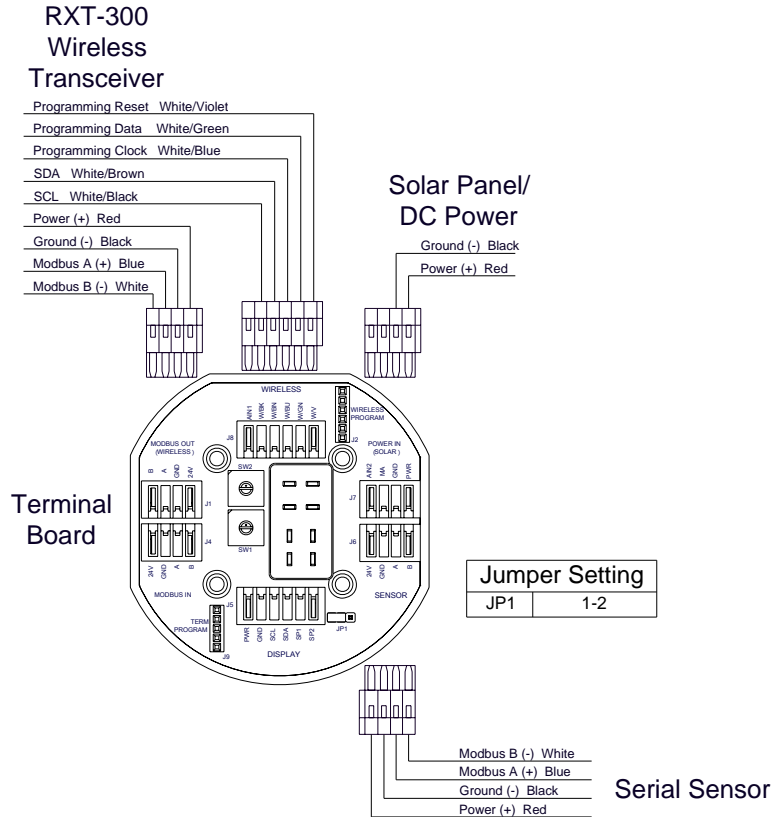 RXT-300
Wireless
Transceiver
Programming Reset White/Violet
Programming Data White/Green
Programming Clock White/Blue
SDA White/Brown
SCL White/Black
Power (+) Red
Ground (-) Black
Modbus A (+) Blue
Modbus B (-) White
Solar Panel/
DC Power
Ground (-) Black
Power (+) Red
WIRELESS
AIN1 W/BK W/BN W/BU W/GN W/V
J8
WIRELESS
PROGRAM
J2
MODBUS OUT
(WIRELESS )
B A GND 24V
J1
SW2
SW1
POWER IN
(SOLAR )
AIN2 MA GND PWR
J7
Terminal
Board
J4
24V GND A B
MODBUS IN
J6
24V GND A B
SENSOR
J5
TERM
PROGRAM
J9
PWR GND SCL SDA SP1 SP2
JP1
DISPLAY
Jumper Setting
JP1 1-2
Modbus B (-) White
Modbus A (+) Blue
Ground (-) Black
Power (+) Red
Serial Sensor